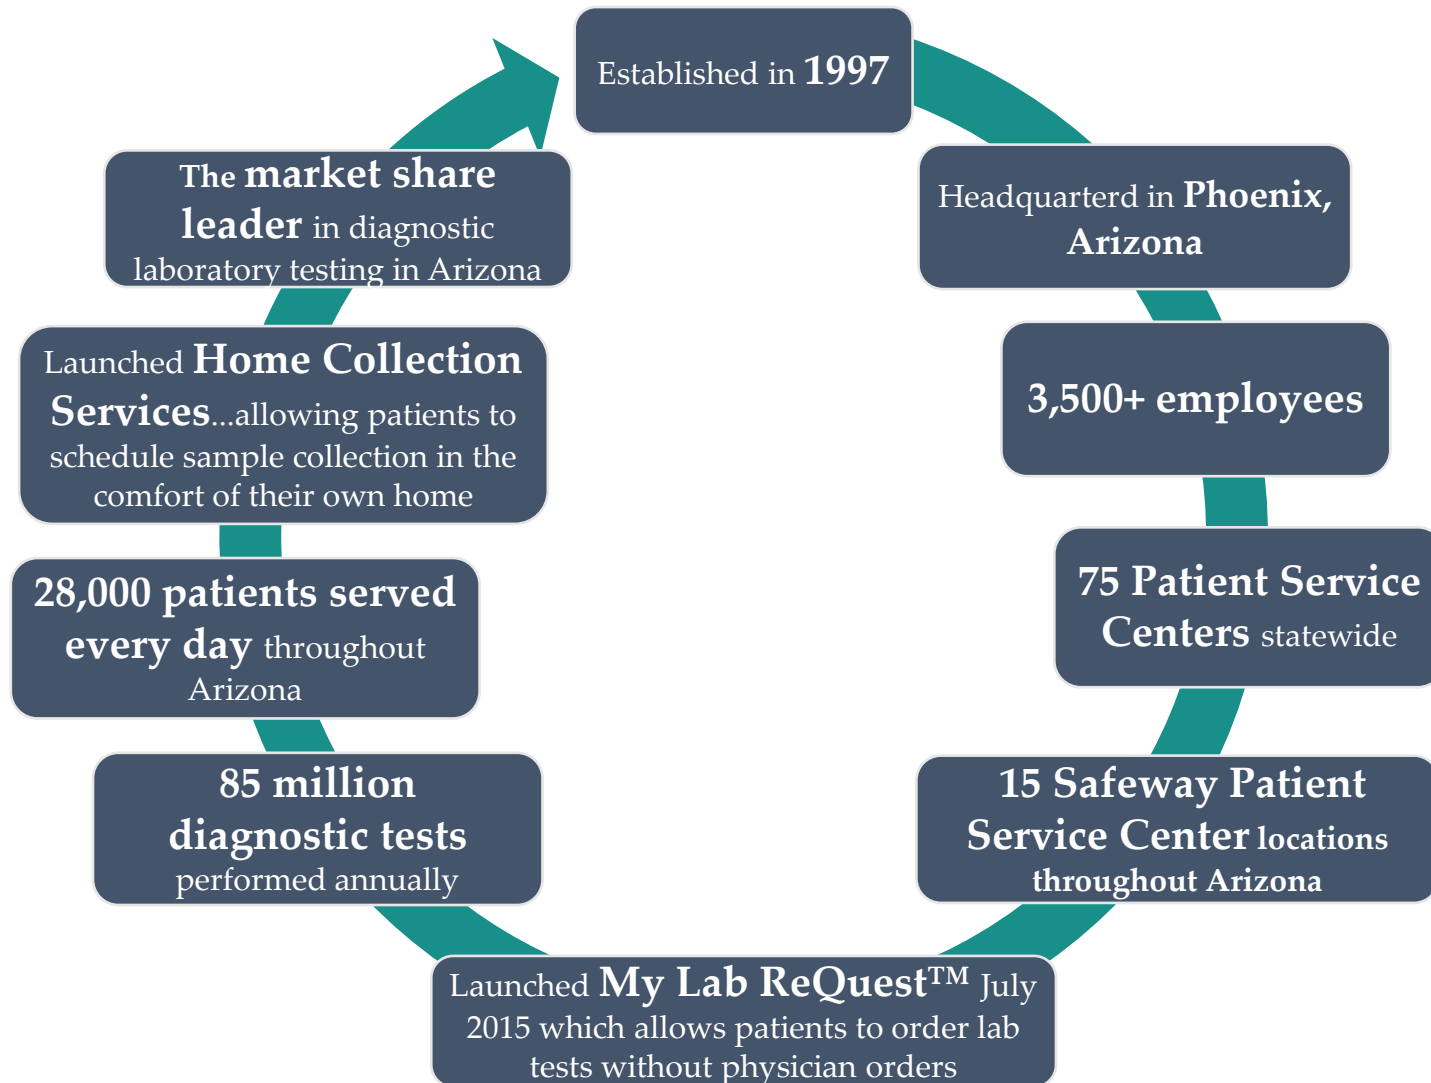 Established in 1997
Headquarterd in Phoenix,
Arizona
3,500+ employees
75 Patient Service
Centers statewide
15 Safeway Patient
Service Center locations
throughout Arizona
Launched My Lab ReQuest™ July
2015 which allows patients to order lab
tests without physician orders
85 million
diagnostic tests
performed annually
28,000 patients served
every day throughout
Arizona
Launched Home Collection
Services...allowing patients to
schedule sample collection in the
comfort of their own home
The market share
leader in diagnostic
laboratory testing in Arizona